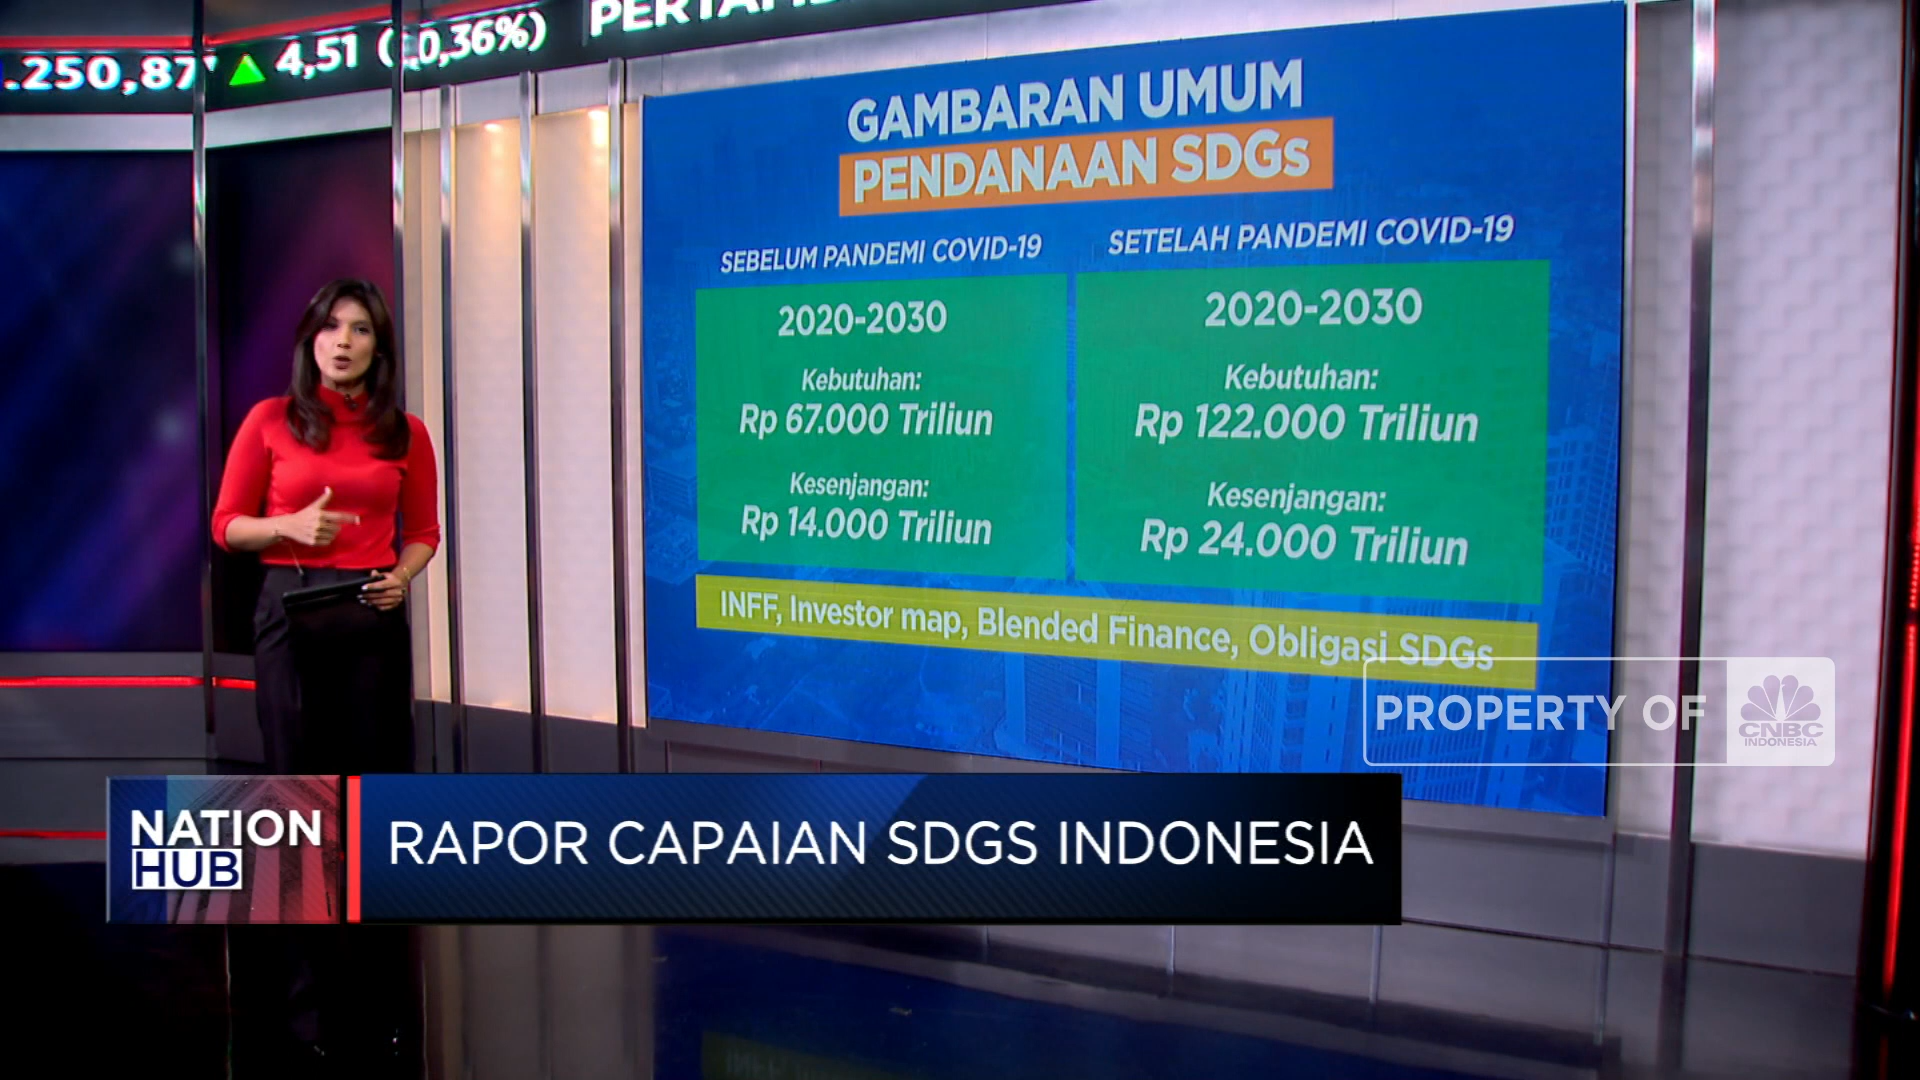 .250,87 ▲ 4,51 (0,36%)
GAMBARAN UMUM
PENDANAAN SDGs
SEBELUM PANDEMI COVID-19
2020-2030
Kebutuhan:
Rp 67.000 Triliun
Kesenjangan:
Rp 14.000 Triliun
SETELAH PANDEMI COVID-19
2020-2030
Kebutuhan:
Rp 122.000 Triliun
Kesenjangan:
Rp 24.000 Triliun
INFF, Investor map, Blended Finance, Obligasi SDGs
PROPERTY OF
CNBC
INDONESIA
NATION
HUB
RAPOR CAPAIAN SDGS INDONESIA